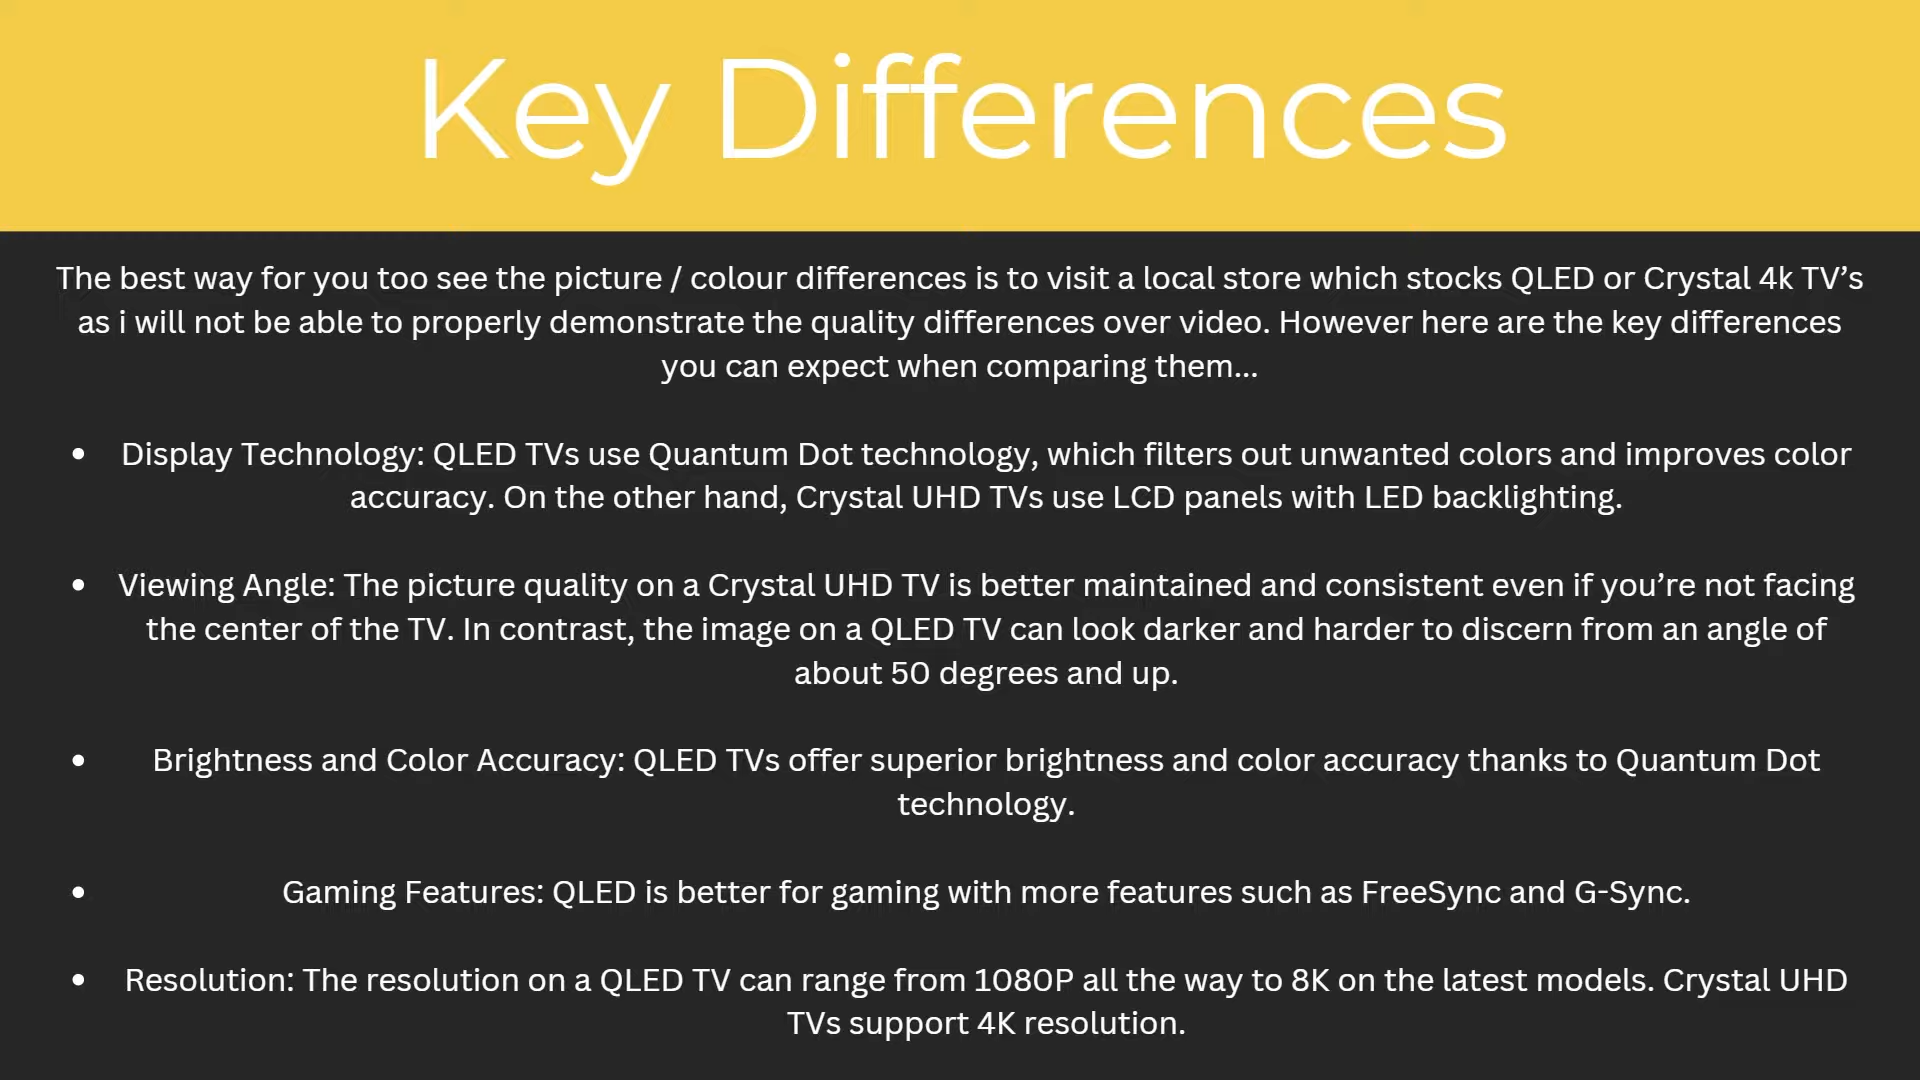 Key Differences
The best way for you too see the picture / colour differences is to visit a local store which stocks QLED or Crystal 4k TV’s
as i will not be able to properly demonstrate the quality differences over video. However here are the key differences
you can expect when comparing them...
• Display Technology: QLED TVs use Quantum Dot technology, which filters out unwanted colors and improves color
accuracy. On the other hand, Crystal UHD TVs use LCD panels with LED backlighting.
• Viewing Angle: The picture quality on a Crystal UHD TV is better maintained and consistent even if you’re not facing
the center of the TV. In contrast, the image on a QLED TV can look darker and harder to discern from an angle of
about 50 degrees and up.
• Brightness and Color Accuracy: QLED TVs offer superior brightness and color accuracy thanks to Quantum Dot
technology.
• Gaming Features: QLED is better for gaming with more features such as FreeSync and G-Sync.
• Resolution: The resolution on a QLED TV can range from 1080P all the way to 8K on the latest models. Crystal UHD
TVs support 4K resolution.